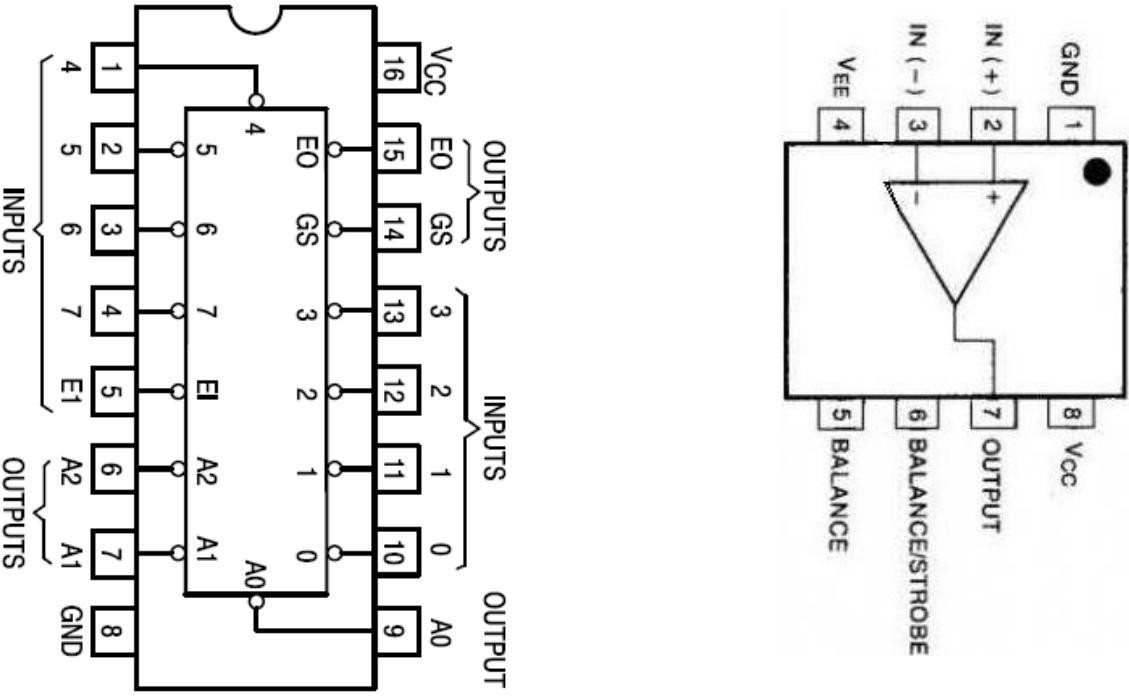 GND 1 8 VCC
IN (+) 2 + 7 OUTPUT
IN (−) 3 − 6 BALANCE/STROBE
VEE 4 5 BALANCE
OUTPUTS INPUTS OUTPUT
VCC EO GS 3 2 1 0 A0
16 15 14 13 12 11 10 9
EO GS 3 2 1 0
4 A0
5 6 7 EI A2 A1
1 2 3 4 5 6 7 8
4 5 6 7 E1 A2 A1 GND
INPUTS OUTPUTS